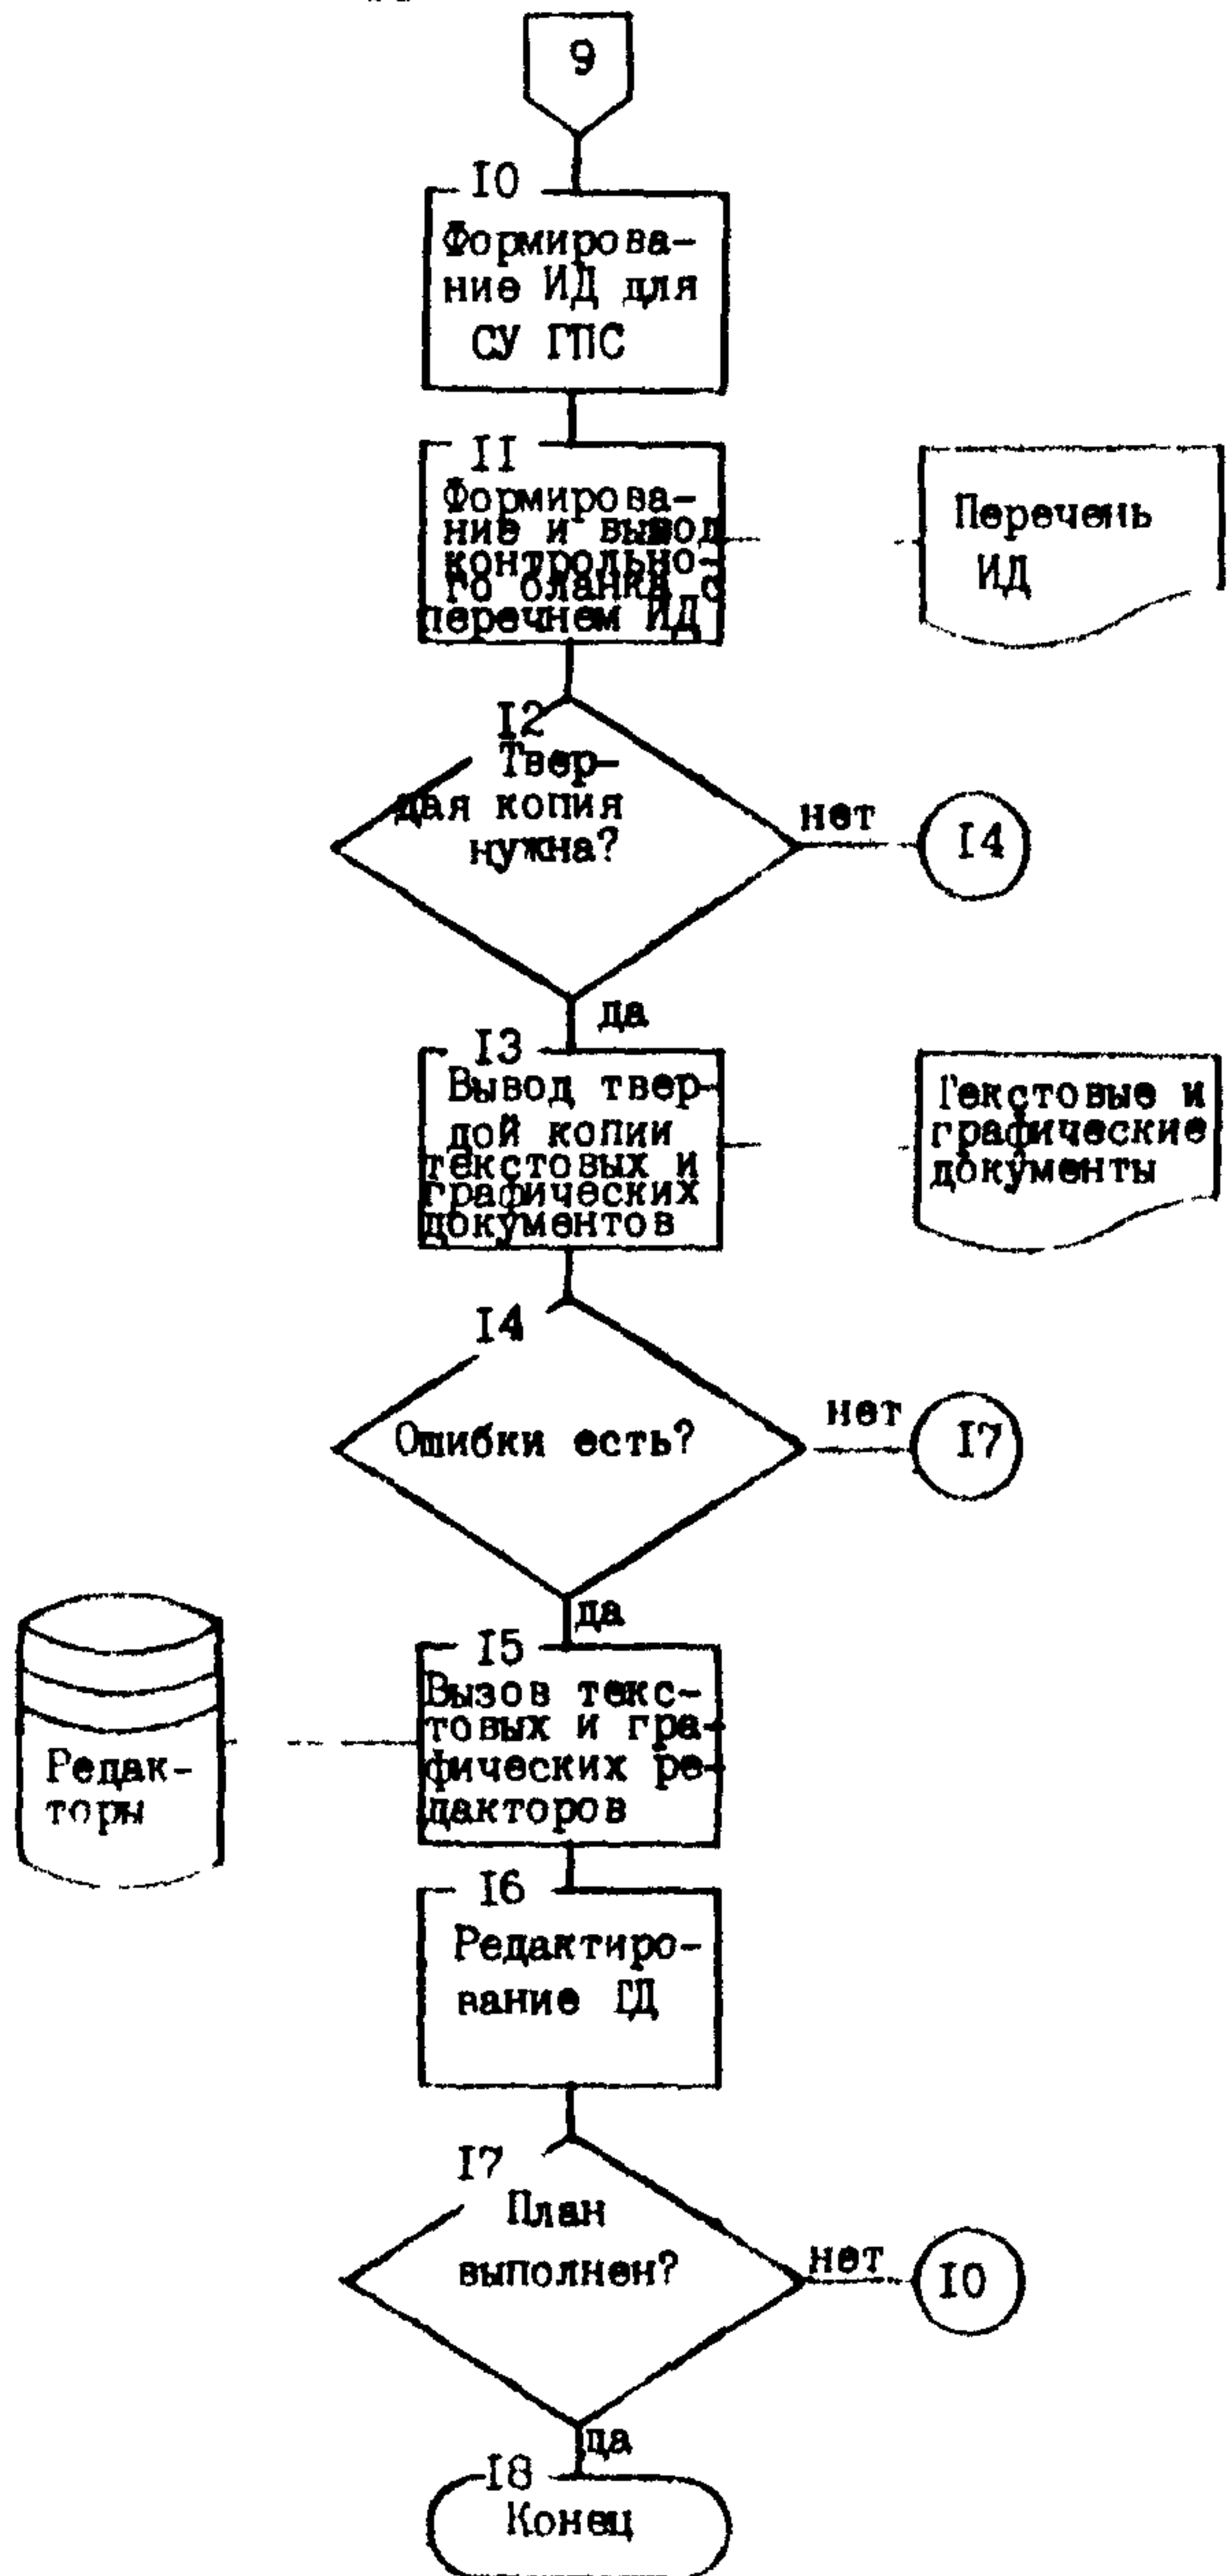 9
I0
Формирова-
ние ИД для
СУ ГПС
II
Формирова-
ние и вывод
контрольно-
го бланка с
перечнем ИД
Перечень
ИД
I2
Твер-
дая копия
нужна?
нет
I4
да
I3
Вывод твер-
дой копии
текстовых и
графических
документов
Текстовые и
графические
документы
I4
Ошибки есть?
нет
I7
да
I5
Вызов текс-
товых и гра-
фических ре-
дакторов
Редак-
торы
I6
Редактиро-
вание ГД
I7
План
выполнен?
нет
I0
да
I8
Конец